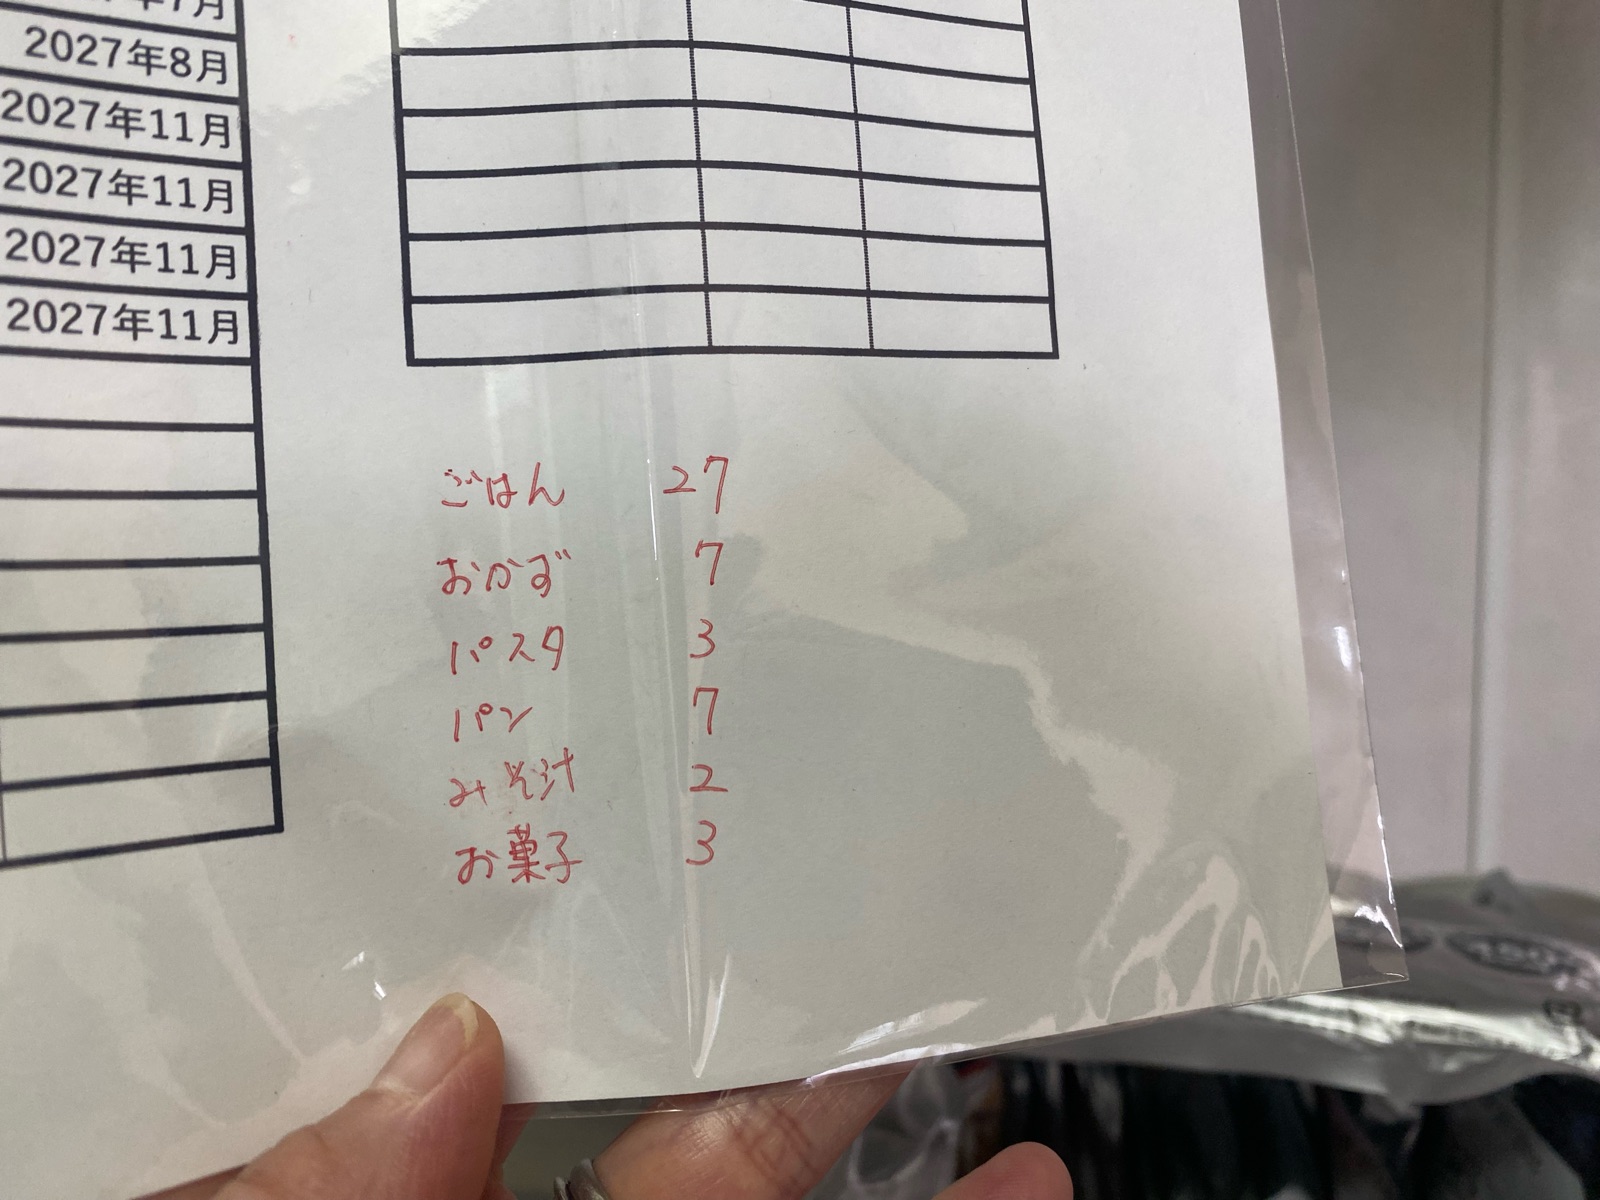 7月
2027年8月
2027年11月
2027年11月
2027年11月
2027年11月
ごはん 27
おかず 7
パスタ 3
パン 7
みそ汁 2
お菓子 3